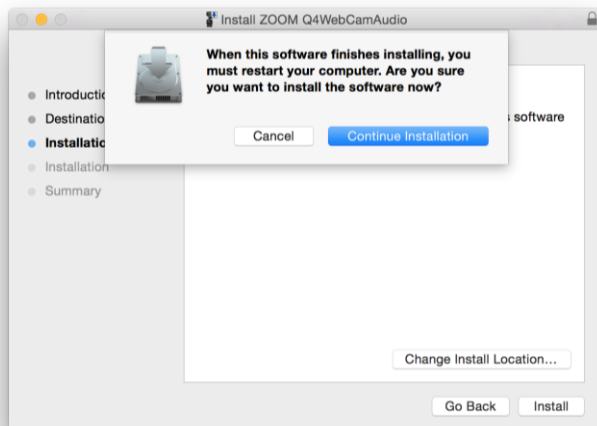 Install ZOOM Q4WebCamAudio
When this software finishes installing, you
must restart your computer. Are you sure
you want to install the software now?
Cancel
Continue Installation
Introductio
Destinatio
Installatio
Installation
Summary
software
Change Install Location...
Go Back
Install